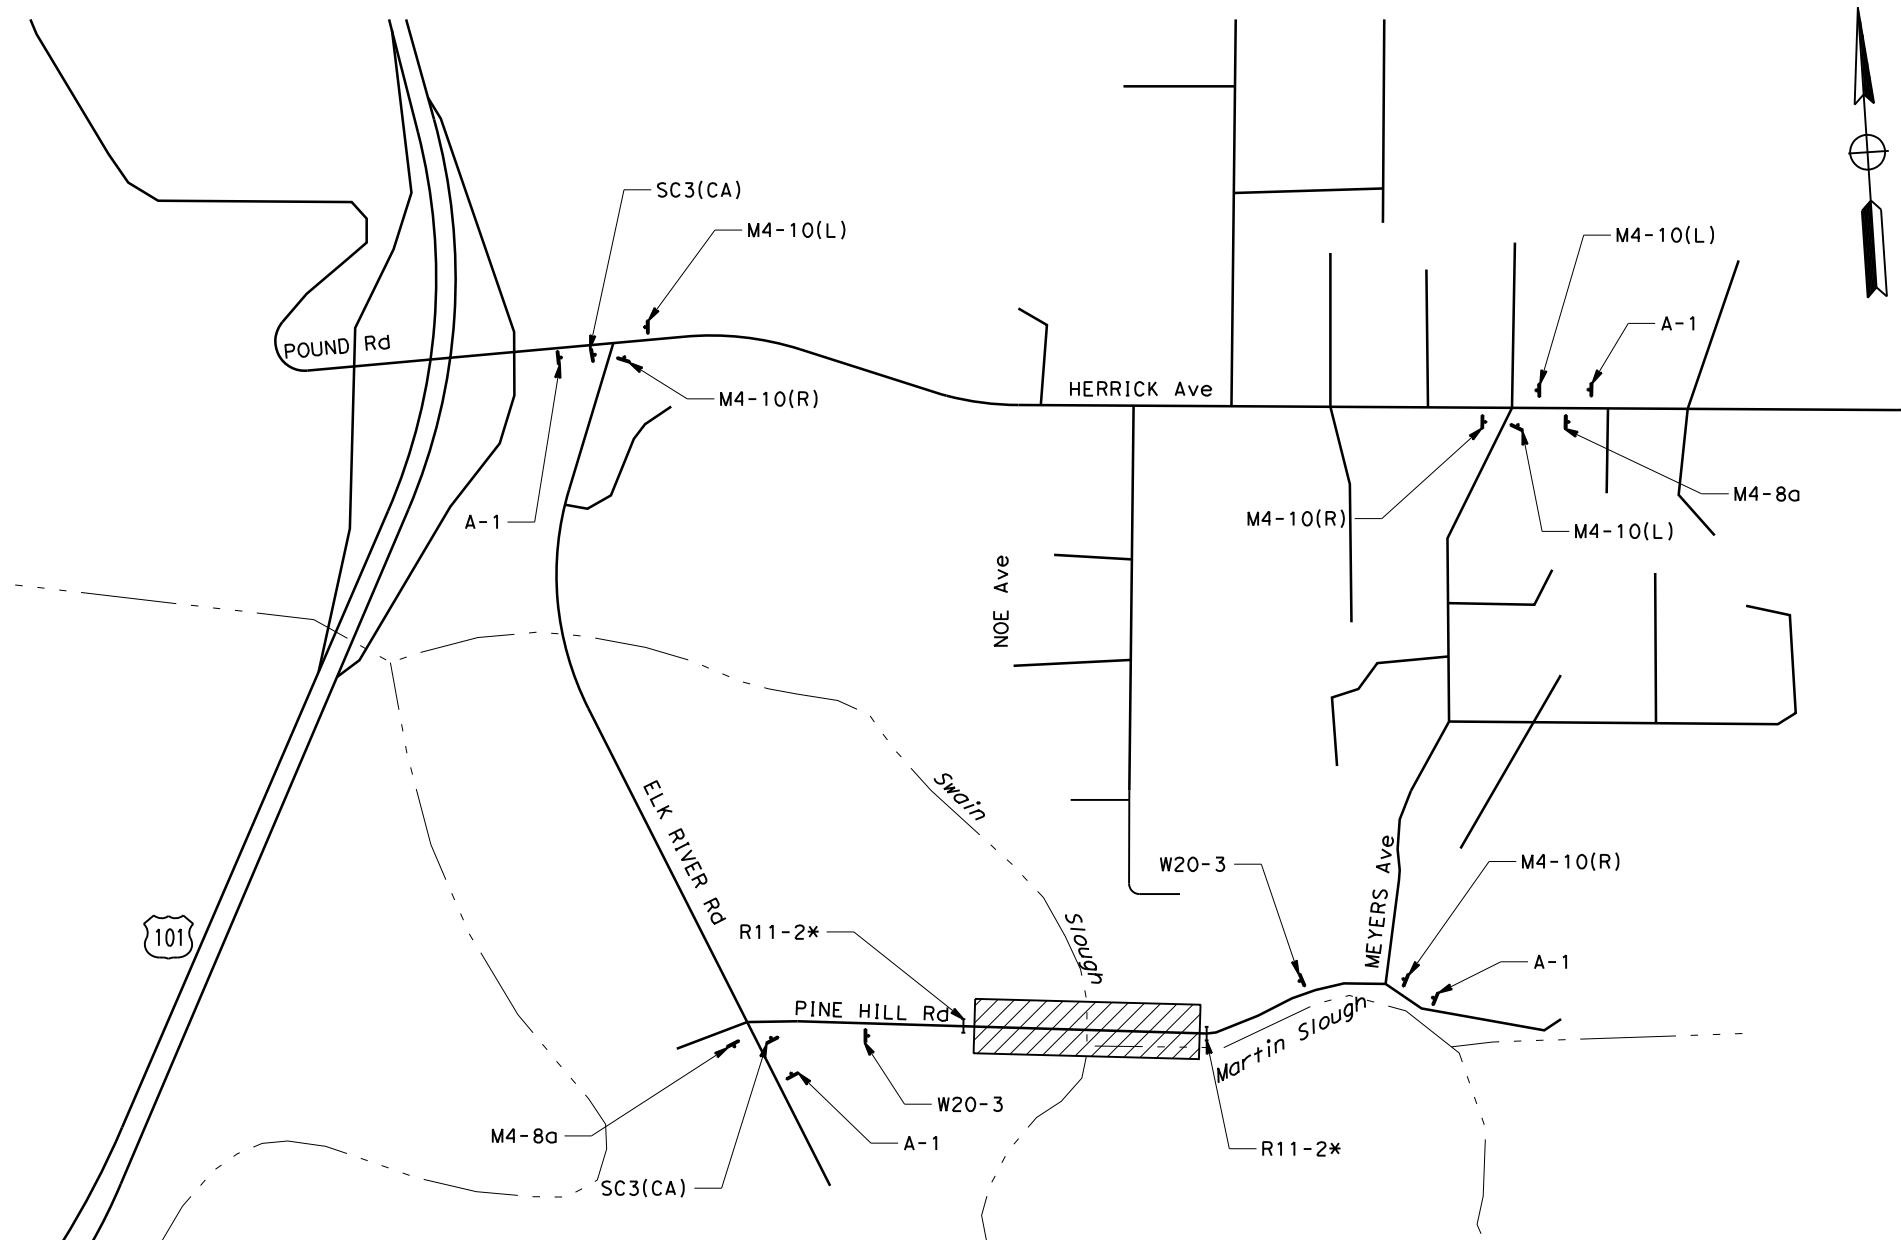 SC3(CA)
M4-10(L)
M4-10(L)
A-1
POUND Rd
M4-10(R)
HERRICK Ave
M4-8a
A-1
M4-10(R)
M4-10(L)
NOE Ave
Swain
ELK RIVER Rd
W20-3
M4-10(R)
MEYERS Ave
101
R11-2*
Slough
A-1
PINE HILL Rd
Martin Slough
W20-3
M4-8a
A-1
R11-2*
SC3(CA)